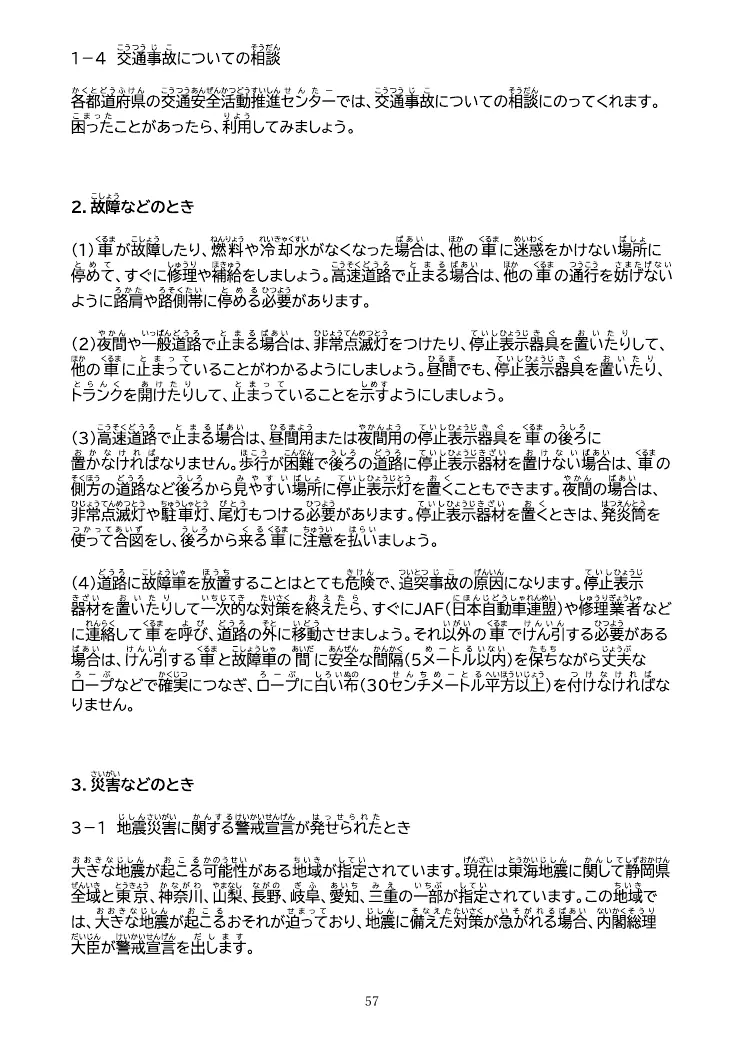 1－4 交通事故についての相談
各都道府県の交通安全活動推進センターでは、交通事故についての相談にのってくれます。
困ったことがあったら、利用してみましょう。
2. 故障などのとき
(1)車が故障したり、燃料や冷却水がなくなった場合は、他の車に迷惑をかけない場所に
停めて、すぐに修理や補給をしましょう。高速道路で止まる場合は、他の車の通行を妨げない
ように路肩や路側帯に停める必要があります。
(2)夜間や一般道路で止まる場合は、非常点滅灯をつけたり、停止表示器具を置いたりして、
他の車に止まっていることがわかるようにしましょう。昼間でも、停止表示器具を置いたり、
トランクを開けたりして、止まっていることを示すようにしましょう。
(3)高速道路で止まる場合は、昼間用または夜間用の停止表示器具を車の後ろに
置かなければなりません。歩行が困難で後ろの道路に停止表示器材を置けない場合は、車の
側方の道路など後ろから見やすい場所に停止表示灯を置くこともできます。夜間の場合は、
非常点滅灯や駐車灯、尾灯もつける必要があります。停止表示器材を置くときは、発炎筒を
使って合図をし、後ろから来る車に注意を払いましょう。
(4)道路に故障車を放置することはとても危険で、追突事故の原因になります。停止表示
器材を置いたりして一次的な対策を終えたら、すぐにJAF(日本自動車連盟)や修理業者など
に連絡して車を呼び、道路の外に移動させましょう。それ以外の車でけん引する必要がある
場合は、けん引する車と故障車の間に安全な間隔(5メートル以内)を保ちながら丈夫な
ロープなどで確実につなぎ、ロープに白い布(30センチメートル平方以上)を付けなければな
りません。
3. 災害などのとき
3－1 地震災害に関する警戒宣言が発せられたとき
大きな地震が起こる可能性がある地域が指定されています。現在は東海地震に関して静岡県
全域と東京、神奈川、山梨、長野、岐阜、愛知、三重の一部が指定されています。この地域で
は、大きな地震が起こるおそれが迫っており、地震に備えた対策が急がれる場合、内閣総理
大臣が警戒宣言を出します。
57